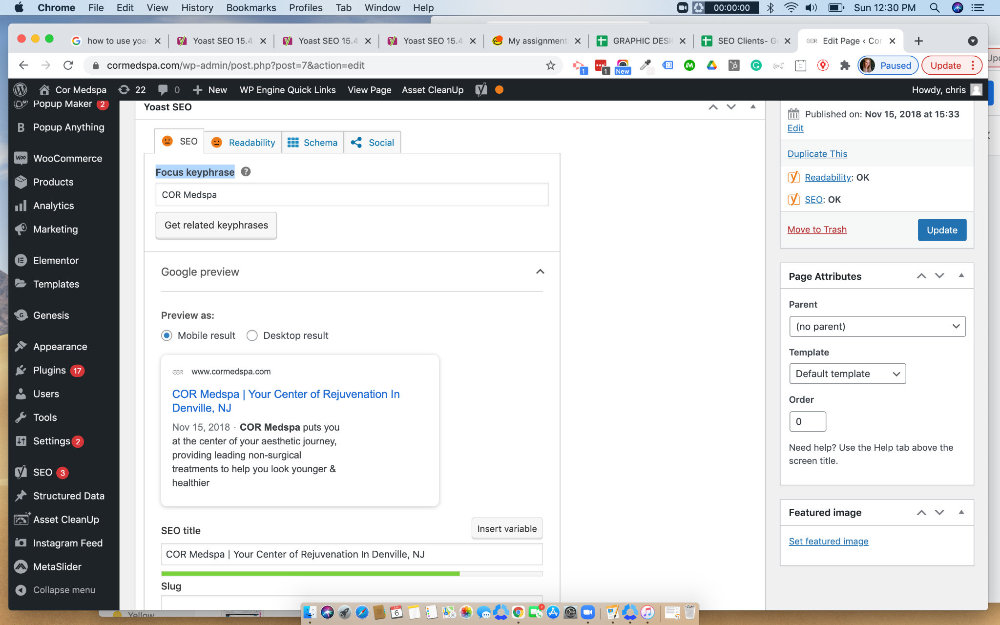 Chrome File Edit View History Bookmarks Profiles Tab Window Help 00:00:00 Sun 12:30 PM
how to use yoa Yoast SEO 15.4 Yoast SEO 15.4 Yoast SEO 15.4 My assignment GRAPHIC DESI SEO Clients- Go Edit Page ‹ Cor
cormedspa.com/wp-admin/post.php?post=7&action=edit 1 1 New Paused Update
Cor Medspa 22 0 New WP Engine Quick Links View Page Asset CleanUp Howdy, chris
Popup Maker 2
Popup Anything
WooCommerce
Products
Analytics
Marketing
Elementor
Templates
Genesis
Appearance
Plugins 17
Users
Tools
Settings 2
SEO 3
Structured Data
Asset CleanUp
Instagram Feed
MetaSlider
Collapse menu
Yoast SEO
SEO Readability Schema Social
Focus keyphrase ?
COR Medspa
Get related keyphrases
Google preview
Preview as:
Mobile result Desktop result
COR www.cormedspa.com
COR Medspa | Your Center of Rejuvenation In
Denville, NJ
Nov 15, 2018 · COR Medspa puts you
at the center of your aesthetic journey,
providing leading non-surgical
treatments to help you look younger &
healthier
SEO title Insert variable
COR Medspa | Your Center of Rejuvenation In Denville, NJ
Slug
Published on: Nov 15, 2018 at 15:33
Edit
Duplicate This
Readability: OK
SEO: OK
Move to Trash Update
Page Attributes
Parent
(no parent)
Template
Default template
Order
0
Need help? Use the Help tab above the
screen title.
Featured image
Set featured image
Yellow